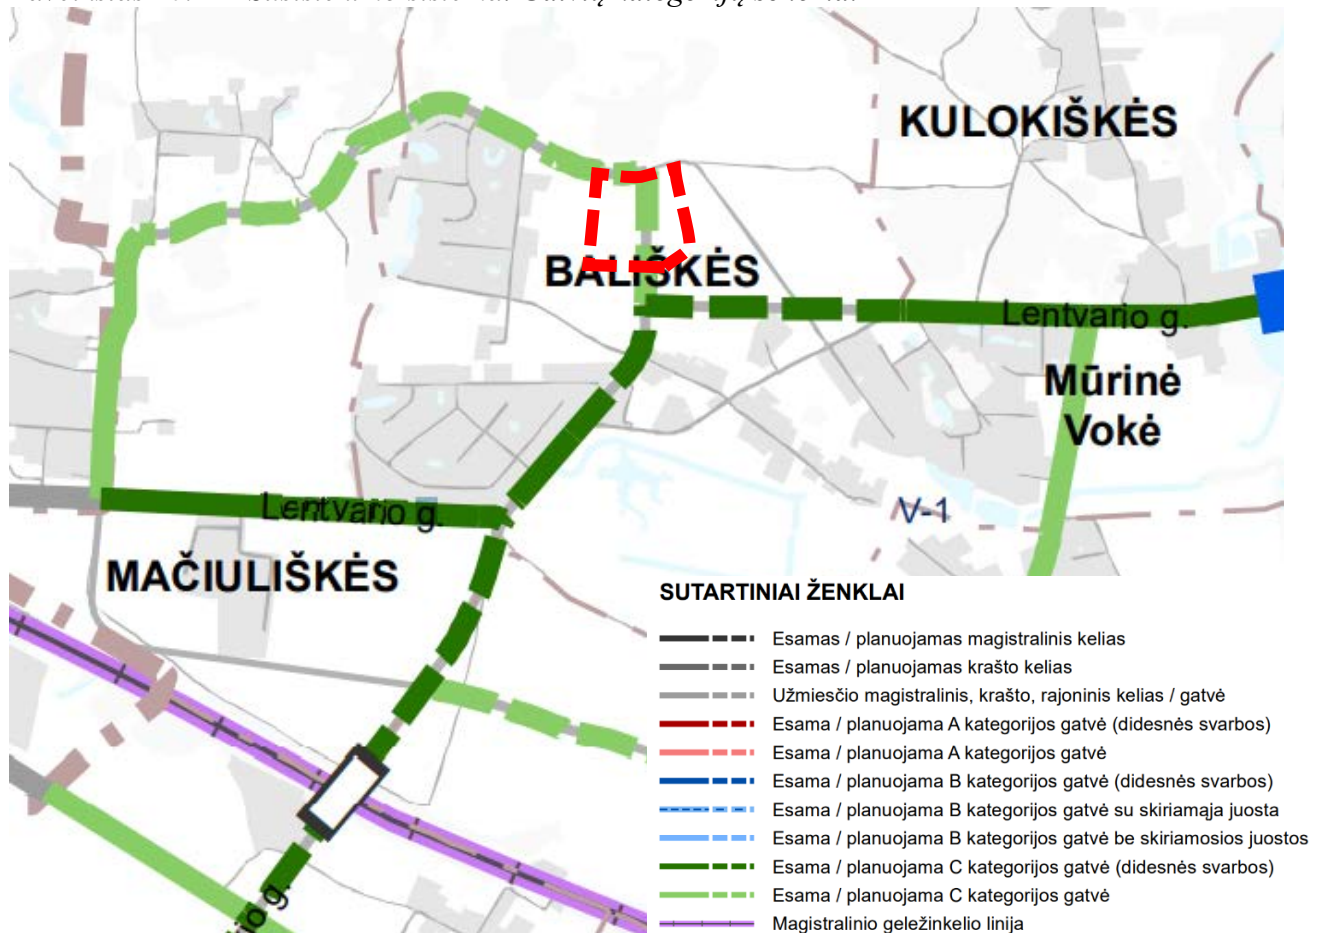 KULOKIŠKĖS
BALIŠKĖS
Lentvario g.
Mūrinė
Vokė
Lentvario g.
V-1
MAČIULIŠKĖS
SUTARTINIAI ŽENKLAI
Esamas / planuojamas magistralinis kelias
Esamas / planuojamas krašto kelias
Užmiesčio magistralinis, krašto, rajoninis kelias / gatvė
Esama / planuojama A kategorijos gatvė (didesnės svarbos)
Esama / planuojama A kategorijos gatvė
Esama / planuojama B kategorijos gatvė (didesnės svarbos)
Esama / planuojama B kategorijos gatvė su skiriamąja juosta
Esama / planuojama B kategorijos gatvė be skiriamosios juostos
Esama / planuojama C kategorijos gatvė (didesnės svarbos)
Esama / planuojama C kategorijos gatvė
Magistralinio geležinkelio linija